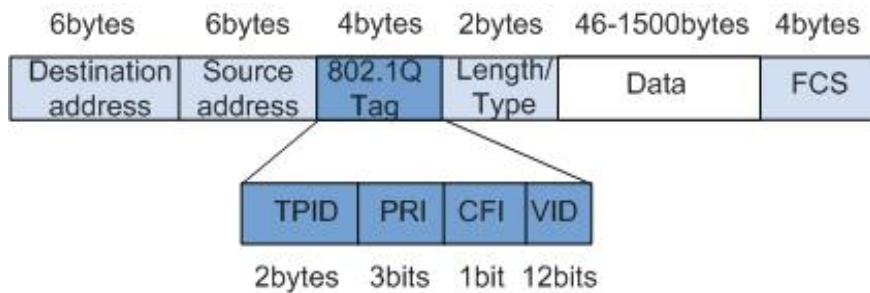 6bytes 6bytes 4bytes 2bytes 46-1500bytes 4bytes
Destination address
Source address
802.1Q Tag
Length/ Type
Data
FCS
TPID PRI CFI VID
2bytes 3bits 1bit 12bits